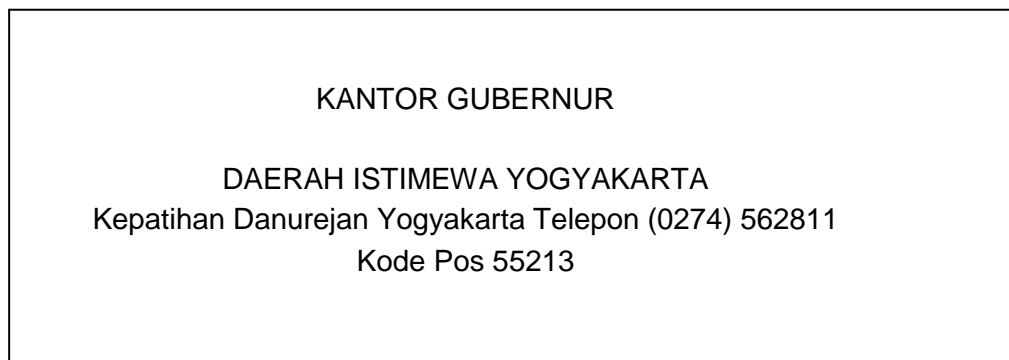 KANTOR GUBERNUR
DAERAH ISTIMEWA YOGYAKARTA
Kepatihan Danurejan Yogyakarta Telepon (0274) 562811
Kode Pos 55213